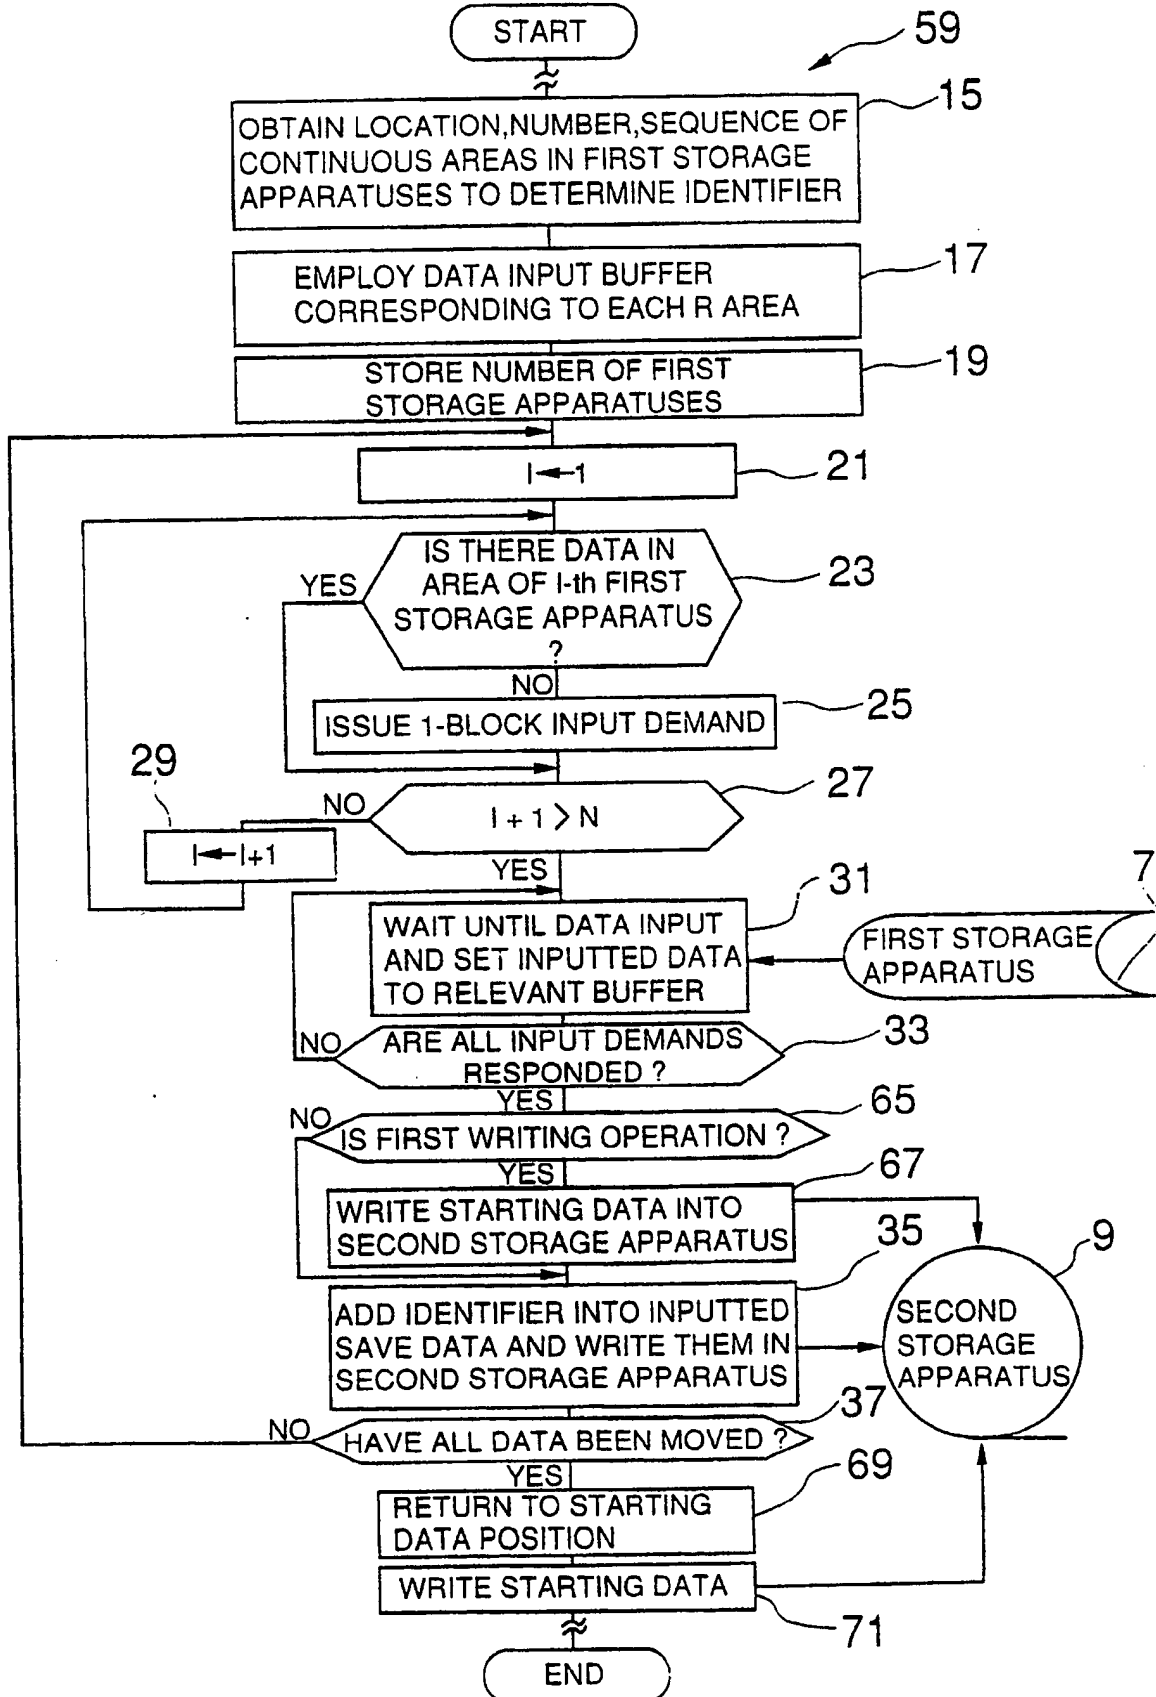 START
59
15
OBTAIN LOCATION,NUMBER,SEQUENCE OF
CONTINUOUS AREAS IN FIRST STORAGE
APPARATUSES TO DETERMINE IDENTIFIER
17
EMPLOY DATA INPUT BUFFER
CORRESPONDING TO EACH R AREA
19
STORE NUMBER OF FIRST
STORAGE APPARATUSES
I←1
21
IS THERE DATA IN
AREA OF I-th FIRST
STORAGE APPARATUS
?
23
YES
NO
ISSUE 1-BLOCK INPUT DEMAND
25
29
27
NO
I + 1 > N
I←I+1
YES
31
7
WAIT UNTIL DATA INPUT
AND SET INPUTTED DATA
TO RELEVANT BUFFER
FIRST STORAGE
APPARATUS
33
NO
ARE ALL INPUT DEMANDS
RESPONDED ?
YES
65
NO
IS FIRST WRITING OPERATION ?
YES
67
WRITE STARTING DATA INTO
SECOND STORAGE APPARATUS
35
9
ADD IDENTIFIER INTO INPUTTED
SAVE DATA AND WRITE THEM IN
SECOND STORAGE APPARATUS
SECOND
STORAGE
APPARATUS
37
NO
HAVE ALL DATA BEEN MOVED ?
YES
69
RETURN TO STARTING
DATA POSITION
WRITE STARTING DATA
71
END